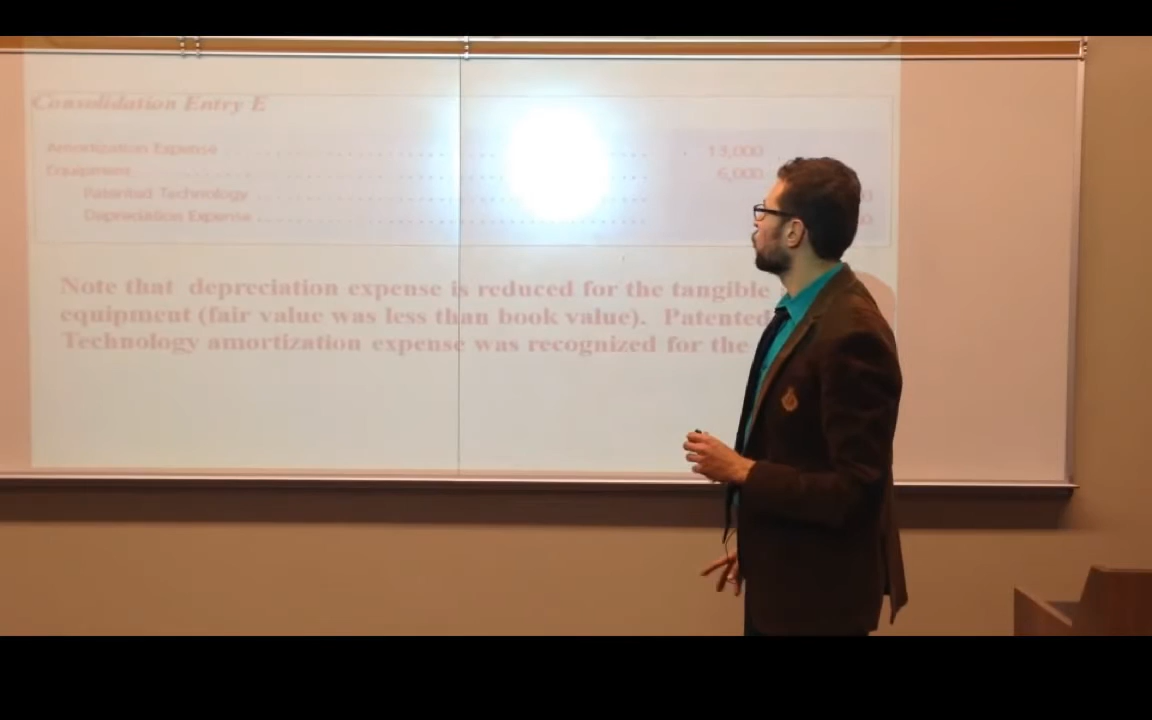 Consolidation Entry E
Amortization Expense 13,000
Equipment 6,000
Patented Technology 0
Depreciation Expense 0
Note that depreciation expense is reduced for the tangible
equipment (fair value was less than book value). Patented
Technology amortization expense was recognized for the